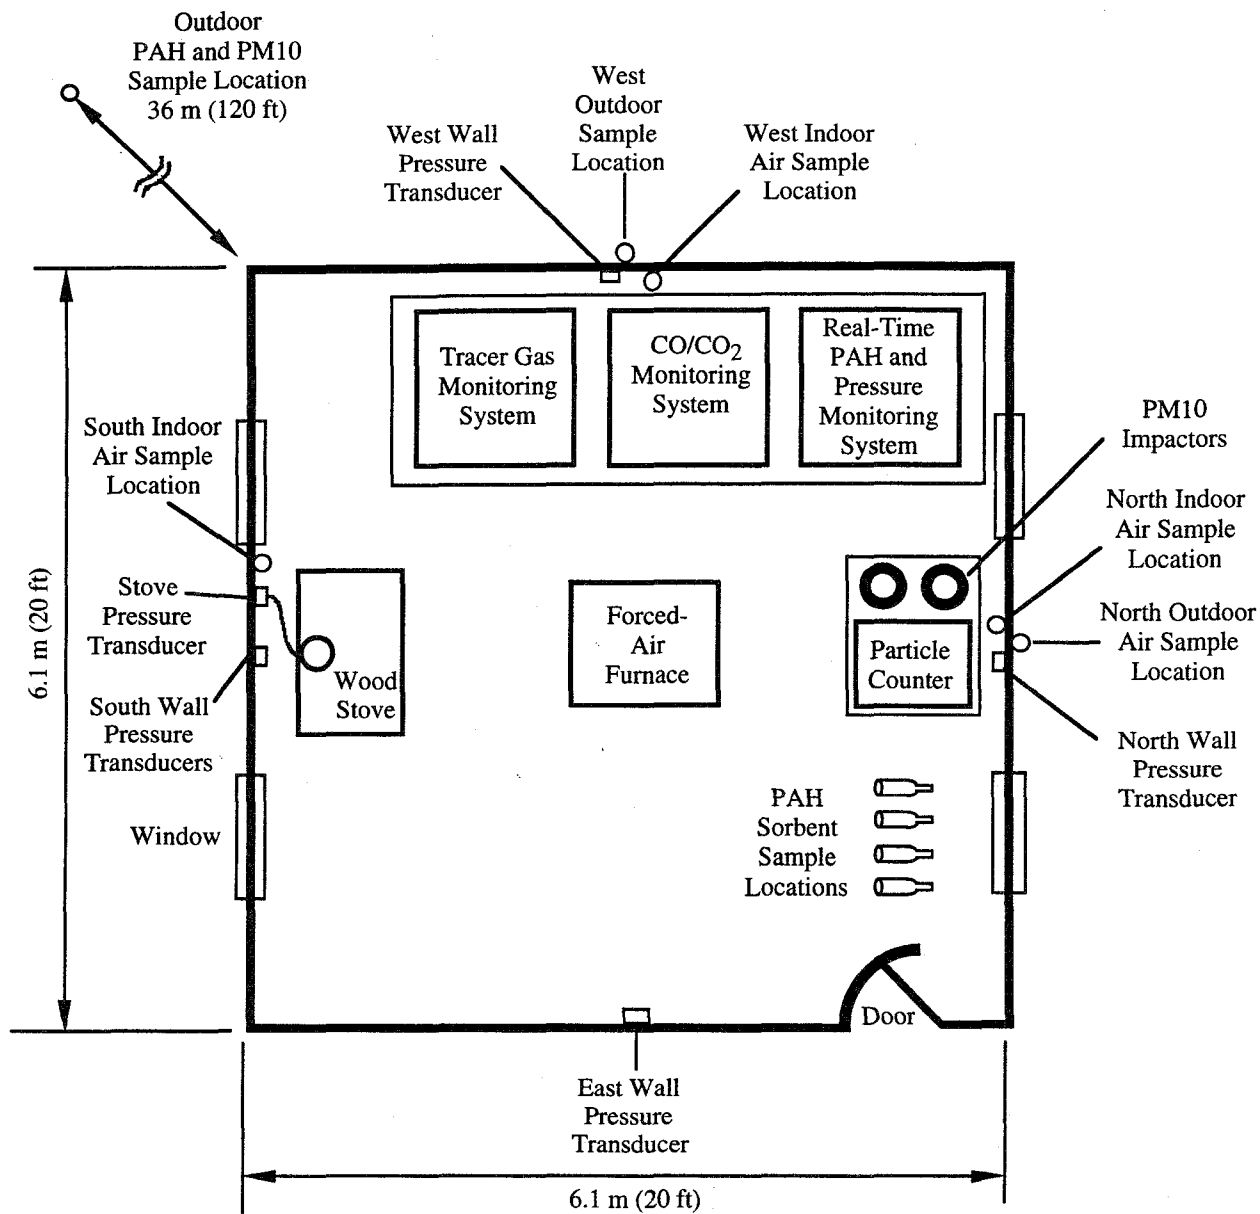 Outdoor
PAH and PM10
Sample Location
36 m (120 ft)
West
Outdoor
Sample
Location
West Wall
Pressure
Transducer
West Indoor
Air Sample
Location
Tracer Gas
Monitoring
System
CO/CO2
Monitoring
System
Real-Time
PAH and
Pressure
Monitoring
System
PM10
Impactors
South Indoor
Air Sample
Location
North Indoor
Air Sample
Location
Stove
Pressure
Transducer
6.1 m (20 ft)
Forced-
Air
Furnace
Particle
Counter
North Outdoor
Air Sample
Location
Wood
Stove
South Wall
Pressure
Transducers
North Wall
Pressure
Transducer
PAH
Sorbent
Sample
Locations
Window
Door
East Wall
Pressure
Transducer
6.1 m (20 ft)